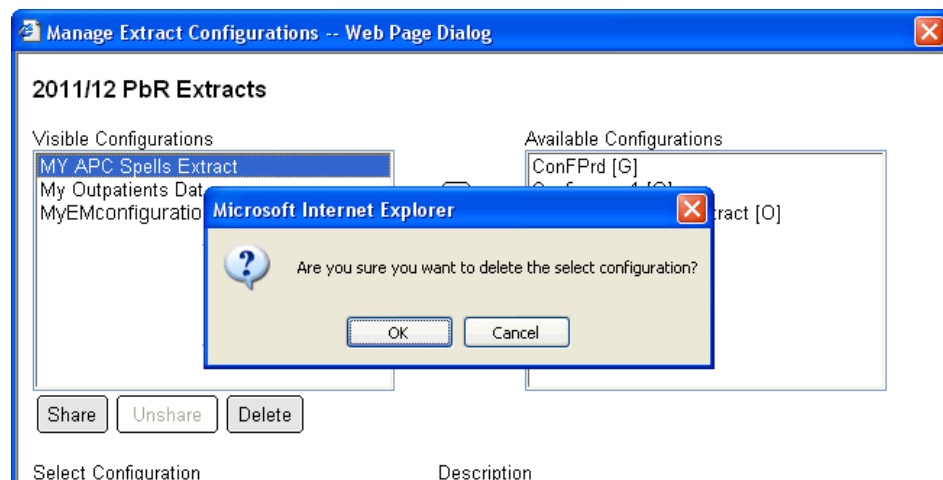 Manage Extract Configurations -- Web Page Dialog
2011/12 PbR Extracts
Visible Configurations
MY APC Spells Extract
My Outpatients Dat
MyEMconfiguratio
Available Configurations
ConFPrd [G]
tract [O]
Microsoft Internet Explorer
Are you sure you want to delete the select configuration?
OK
Cancel
Share
Unshare
Delete
Select Configuration
Description